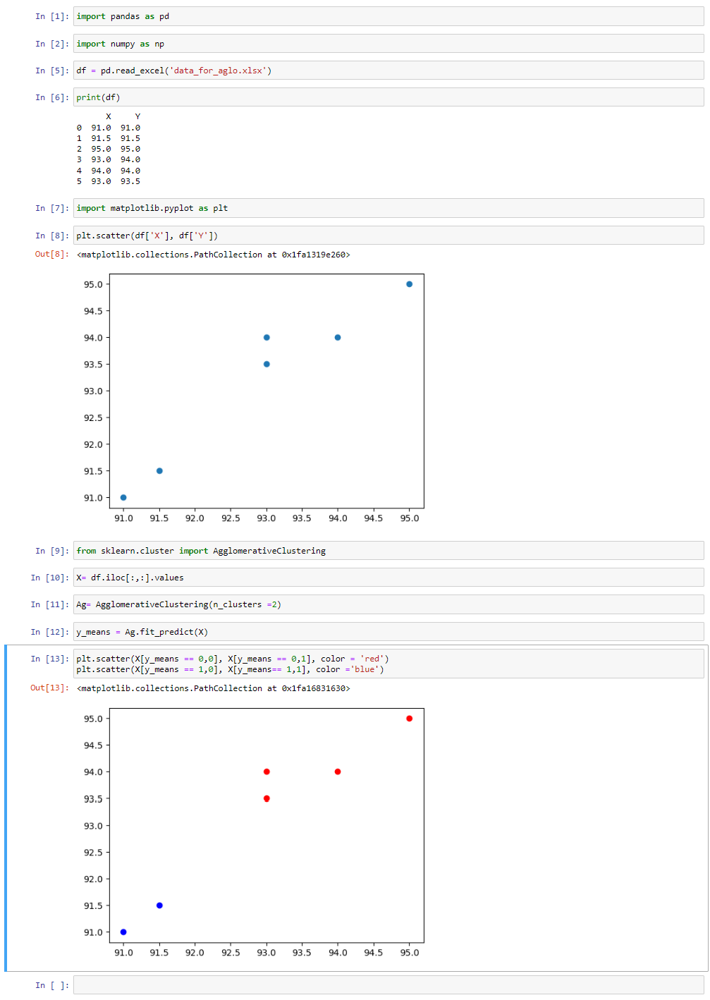 In [1]: import pandas as pd
In [2]: import numpy as np
In [5]: df = pd.read_excel('data_for_aglo.xlsx')
In [6]: print(df)
X Y
0 91.0 91.0
1 91.5 91.5
2 95.0 95.0
3 93.0 94.0
4 94.0 94.0
5 93.0 93.5
In [7]: import matplotlib.pyplot as plt
In [8]: plt.scatter(df['X'], df['Y'])
Out[8]: <matplotlib.collections.PathCollection at 0x1fa1319e260>
95.0
94.5
94.0
93.5
93.0
92.5
92.0
91.5
91.0
91.0 91.5 92.0 92.5 93.0 93.5 94.0 94.5 95.0
In [9]: from sklearn.cluster import AgglomerativeClustering
In [10]: X= df.iloc[:,:].values
In [11]: Ag= AgglomerativeClustering(n_clusters =2)
In [12]: y_means = Ag.fit_predict(X)
In [13]: plt.scatter(X[y_means == 0,0], X[y_means == 0,1], color = 'red')
plt.scatter(X[y_means == 1,0], X[y_means== 1,1], color ='blue')
Out[13]: <matplotlib.collections.PathCollection at 0x1fa16831630>
95.0
94.5
94.0
93.5
93.0
92.5
92.0
91.5
91.0
91.0 91.5 92.0 92.5 93.0 93.5 94.0 94.5 95.0
In [ ]: